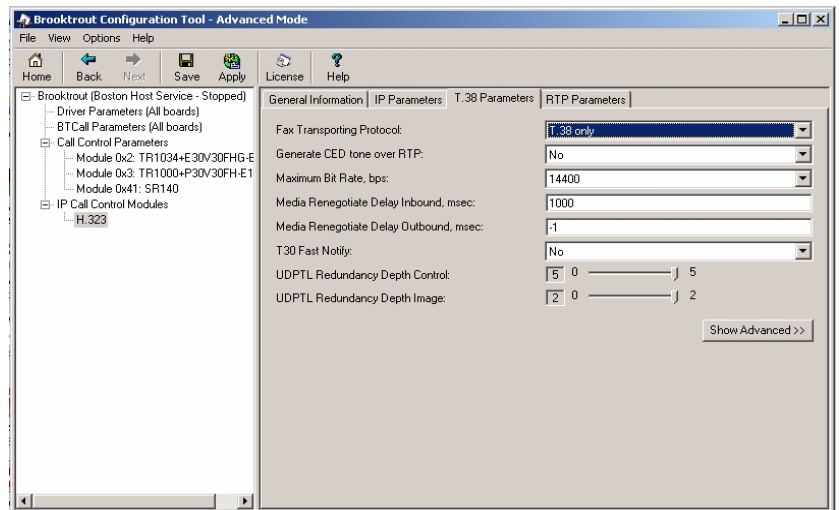 Brooktrout Configuration Tool - Advanced Mode
File View Options Help
Home Back Next Save Apply License Help
Brooktrout (Boston Host Service - Stopped)
Driver Parameters (All boards)
BTCall Parameters (All boards)
Call Control Parameters
Module 0x2: TR1034+E30V30FHG-E
Module 0x3: TR1000+P30V30FH-E1
Module 0x41: SR140
IP Call Control Modules
H.323
General Information IP Parameters T.38 Parameters RTP Parameters
Fax Transporting Protocol: T.38 only
Generate CED tone over RTP: No
Maximum Bit Rate, bps: 14400
Media Renegotiate Delay Inbound, msec: 1000
Media Renegotiate Delay Outbound, msec: -1
T30 Fast Notify: No
UDPTL Redundancy Depth Control: 5 0 5
UDPTL Redundancy Depth Image: 2 0 2
Show Advanced >>